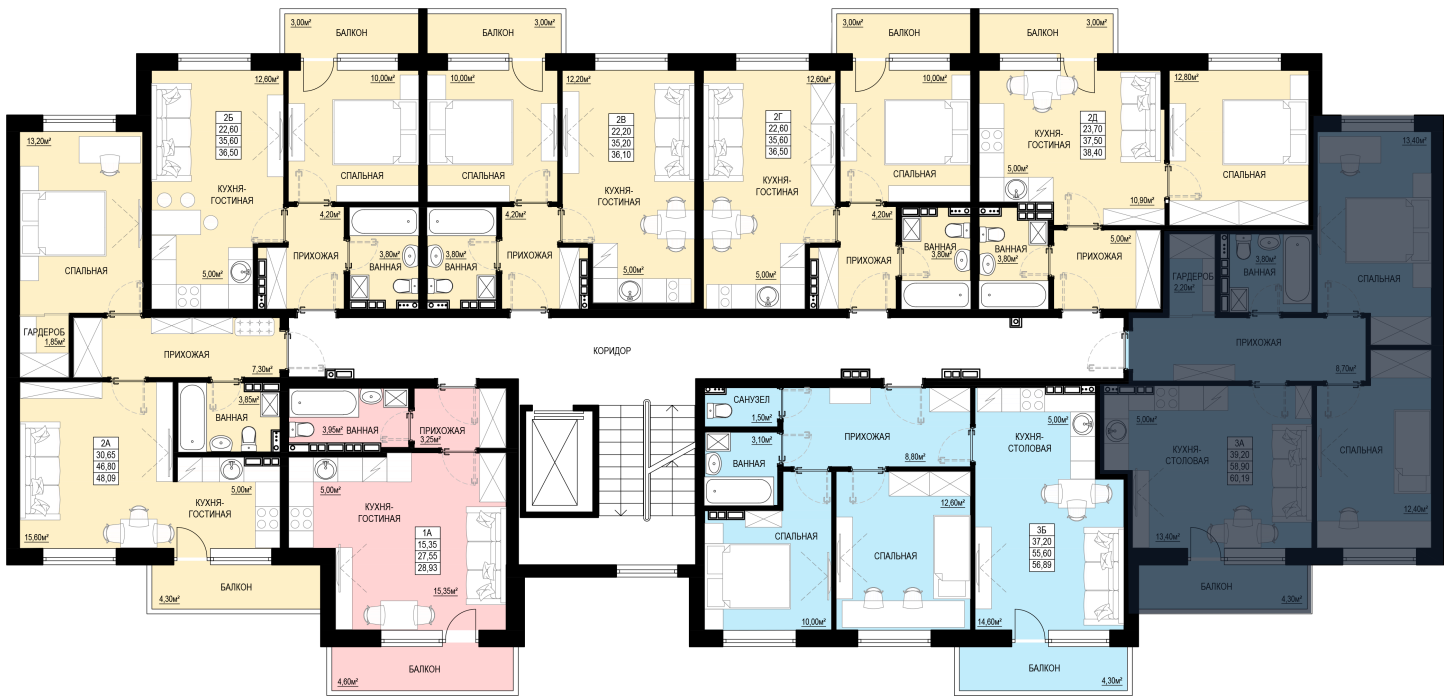 3,00м²
БАЛКОН
БАЛКОН
3,00м²
3,00м²
БАЛКОН
БАЛКОН
3,00м²
12,60м²
2Б
22,60
35,60
36,50
КУХНЯ-
ГОСТИНАЯ
5,00м²
10,00м²
СПАЛЬНАЯ
4,20м²
ПРИХОЖАЯ
3,80м²
ВАННАЯ
10,00м²
СПАЛЬНАЯ
4,20м²
3,80м²
ВАННАЯ
ПРИХОЖАЯ
12,20м²
2В
22,20
35,20
36,10
КУХНЯ-
ГОСТИНАЯ
5,00м²
12,60м²
2Г
22,60
35,60
36,50
КУХНЯ-
ГОСТИНАЯ
5,00м²
10,00м²
СПАЛЬНАЯ
4,20м²
ПРИХОЖАЯ
ВАННАЯ
3,80м²
2Д
23,70
37,50
38,40
КУХНЯ-
ГОСТИНАЯ
5,00м²
10,90м²
12,80м²
СПАЛЬНАЯ
ВАННАЯ
3,80м²
5,00м²
ПРИХОЖАЯ
13,20м²
СПАЛЬНАЯ
ГАРДЕРОБ
1,85м²
ПРИХОЖАЯ
7,30м²
КОРИДОР
3,85м²
ВАННАЯ
2А
30,65
46,80
48,09
5,00м²
КУХНЯ-
ГОСТИНАЯ
15,60м²
БАЛКОН
4,30м²
3,95м²
ВАННАЯ
ПРИХОЖАЯ
3,25м²
5,00м²
КУХНЯ-
ГОСТИНАЯ
1А
15,35
27,55
28,93
15,35м²
БАЛКОН
4,60м²
САНУЗЕЛ
1,50м²
3,10м²
ВАННАЯ
ПРИХОЖАЯ
8,80м²
СПАЛЬНАЯ
10,00м²
12,60м²
СПАЛЬНАЯ
5,00м²
КУХНЯ-
СТОЛОВАЯ
3Б
37,20
55,60
56,89
14,60м²
БАЛКОН
4,30м²
13,40м²
СПАЛЬНАЯ
3,80м²
ВАННАЯ
ГАРДЕРОБ
2,20м²
ПРИХОЖАЯ
8,70м²
5,00м²
КУХНЯ-
СТОЛОВАЯ
3А
39,20
58,90
60,19
13,40м²
СПАЛЬНАЯ
12,40м²
БАЛКОН
4,30м²